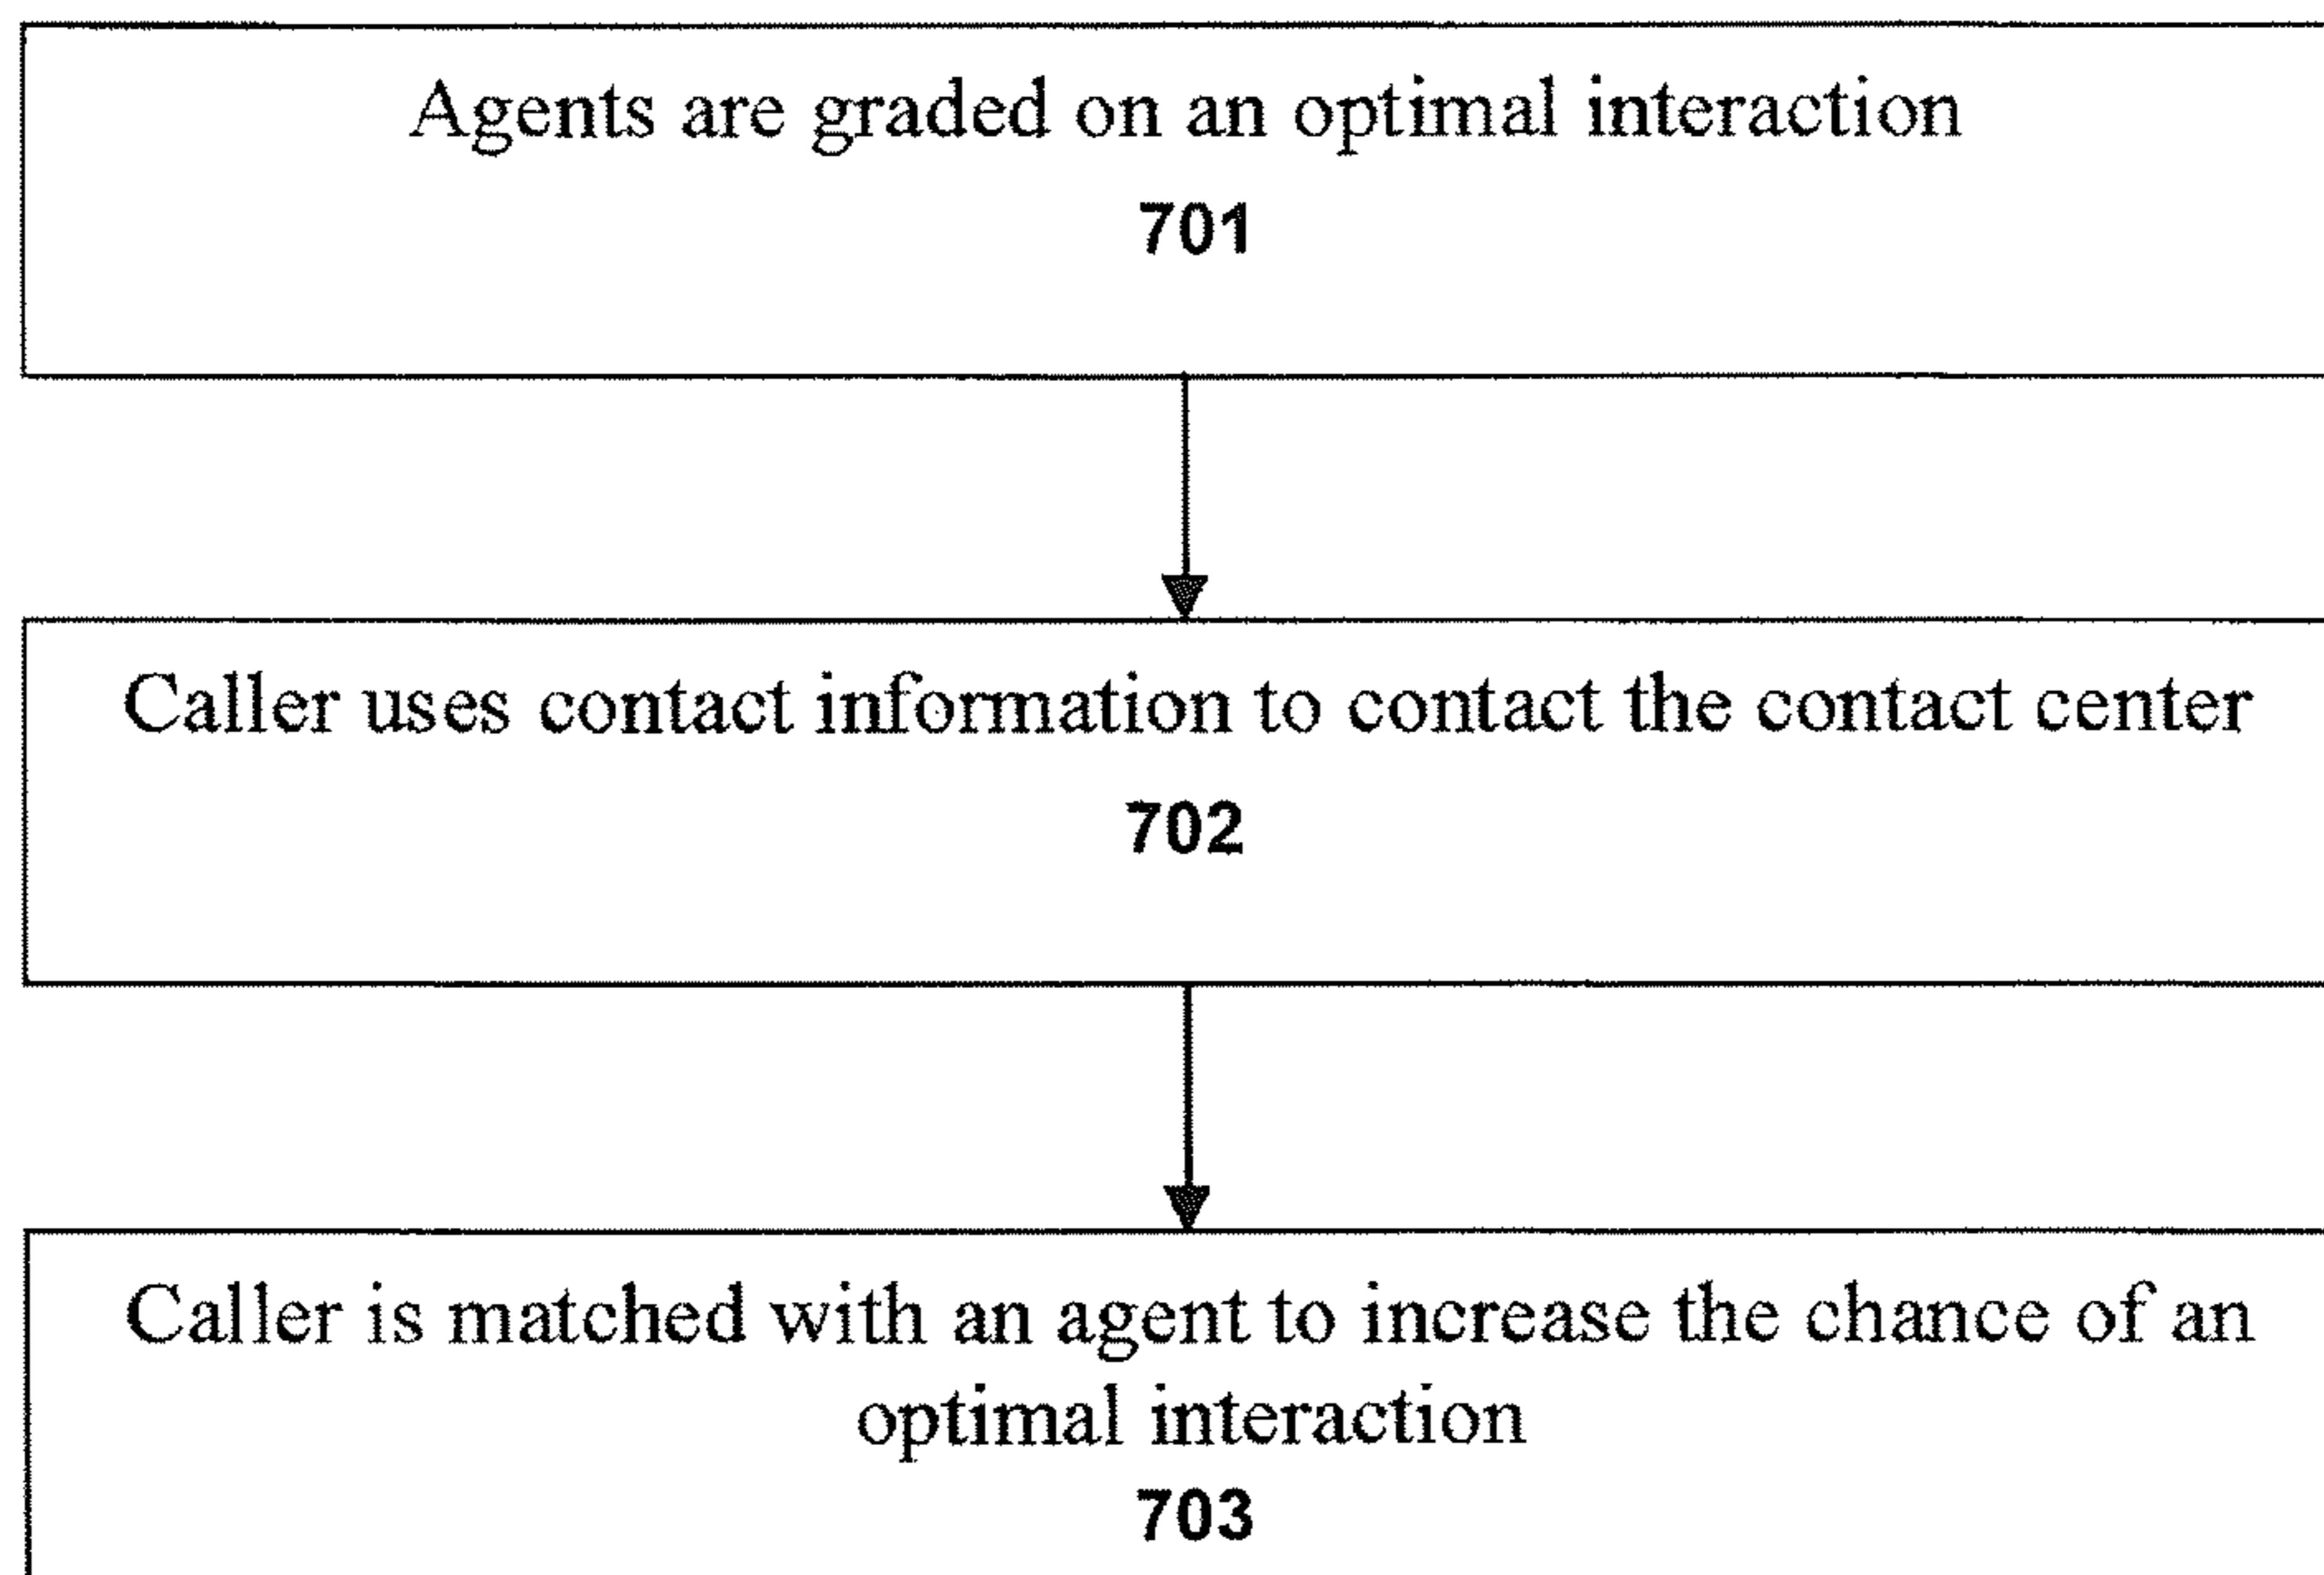 Agents are graded on an optimal interaction
701
Caller uses contact information to contact the contact center
702
Caller is matched with an agent to increase the chance of an
optimal interaction
703